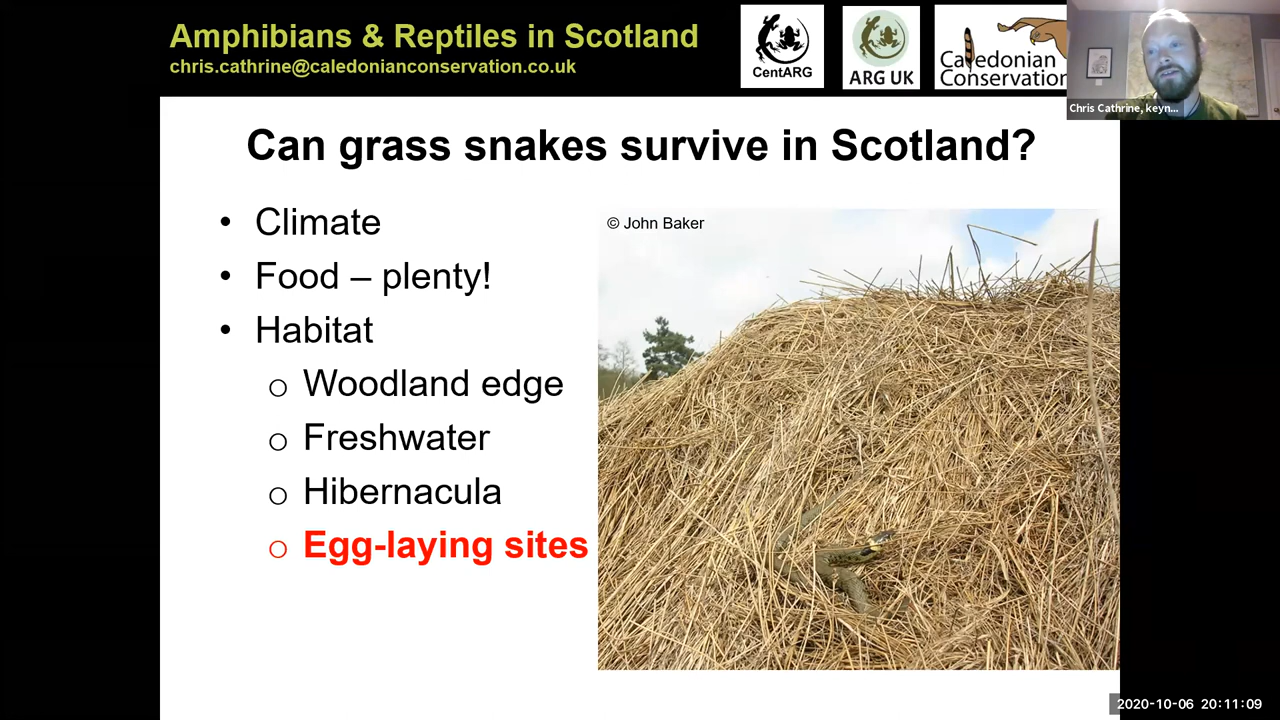 Amphibians & Reptiles in Scotland
chris.cathrine@caledonianconservation.co.uk
CentARG
ARG UK
Caledonian
Conservation
Chris Cathrine, keyn...
Can grass snakes survive in Scotland?
• Climate
• Food – plenty!
• Habitat
o Woodland edge
o Freshwater
o Hibernacula
o Egg-laying sites
© John Baker
2020-10-06 20:11:09